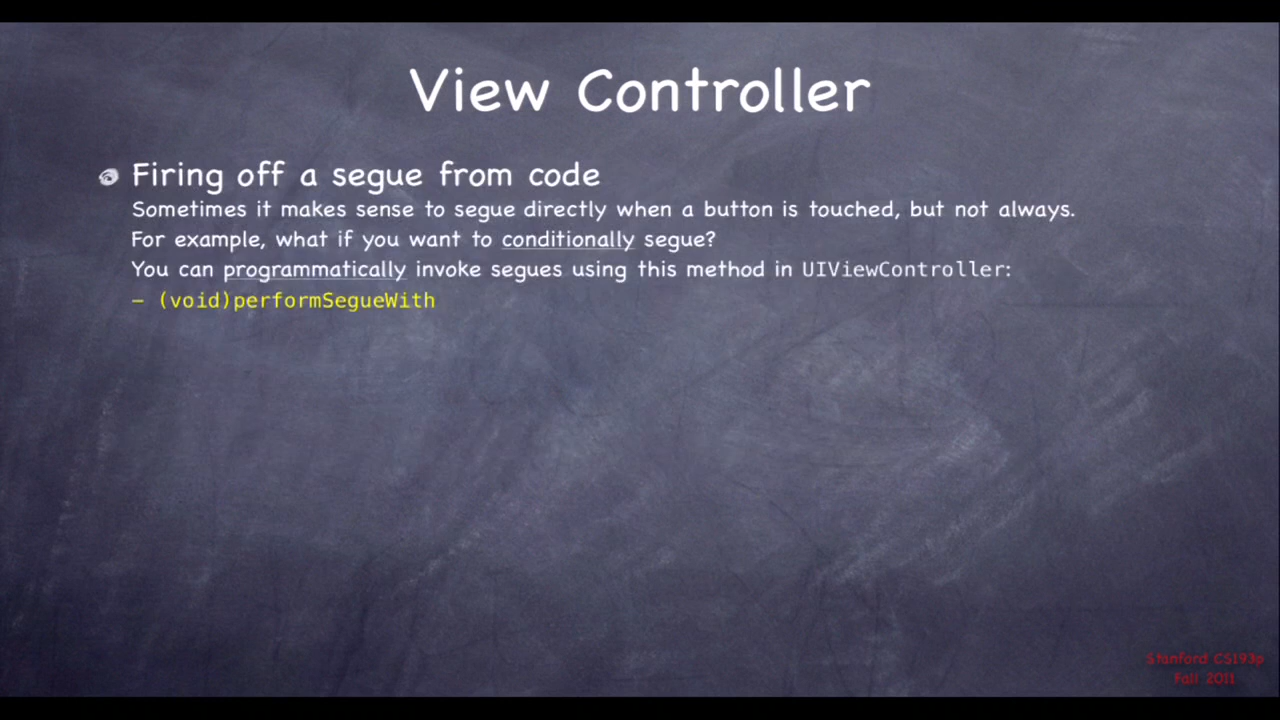 View Controller
Firing off a segue from code
Sometimes it makes sense to segue directly when a button is touched, but not always.
For example, what if you want to conditionally segue?
You can programmatically invoke segues using this method in UIViewController:
– (void)performSegueWith
Stanford CS193p
Fall 2011